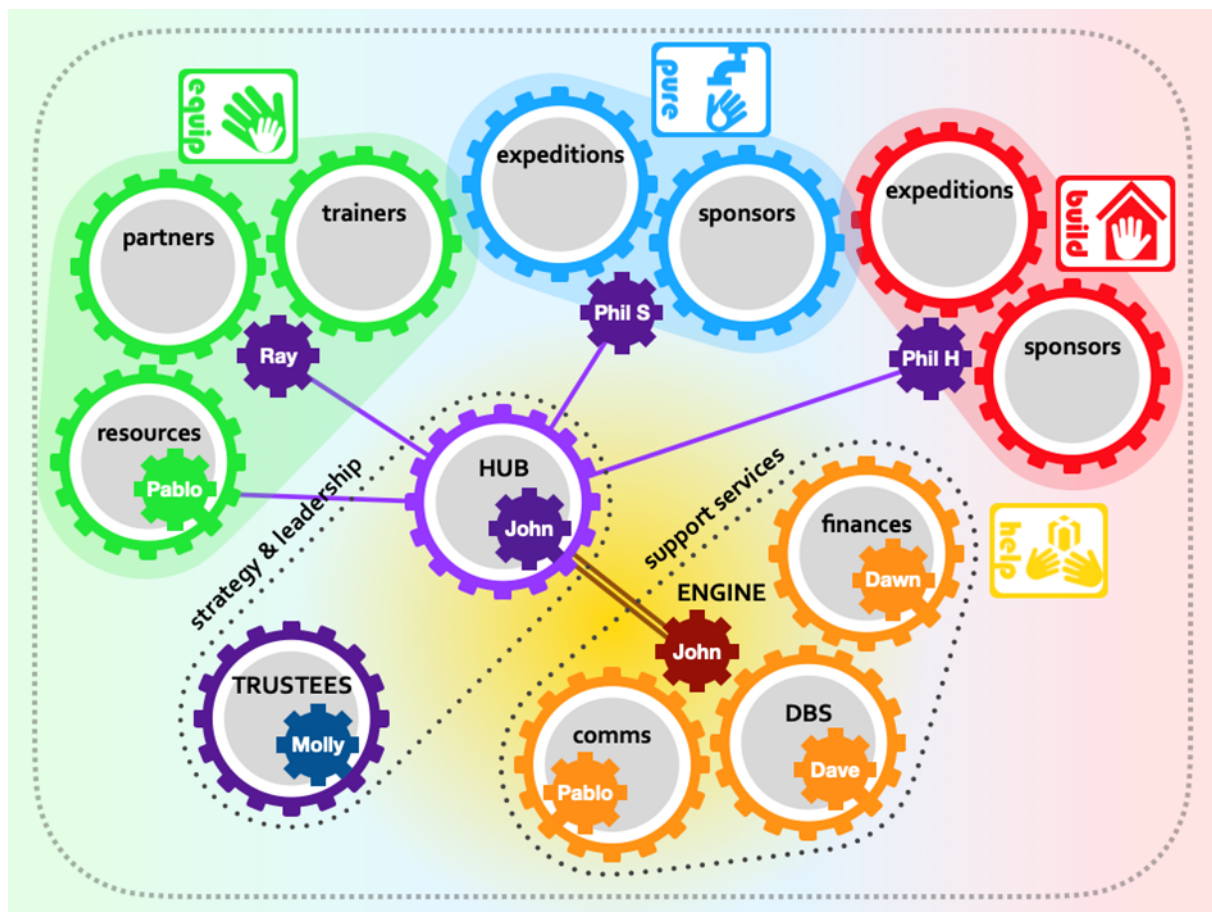 equip
pure
build
help
expeditions
sponsors
expeditions
sponsors
partners
trainers
resources
Ray
Pablo
Phil S
Phil H
HUB
John
strategy & leadership
support services
TRUSTEES
Molly
ENGINE
John
finances
Dawn
comms
Pablo
DBS
Dave